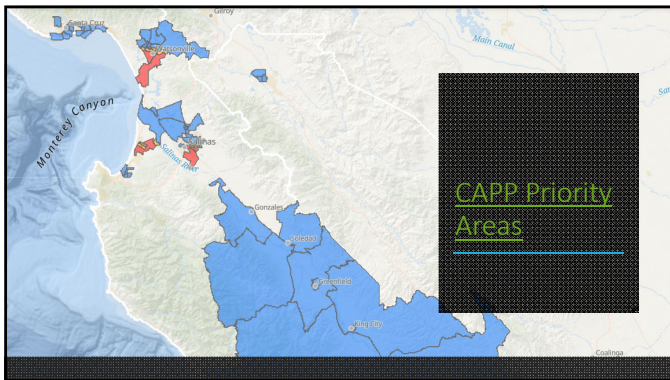 Gilroy
Santa Cruz
Main Canal
Watsonville
Monterey Canyon
Salinas
Salinas River
CAPP Priority
Areas
Gonzales
Soledad
Greenfield
King City
Coalinga